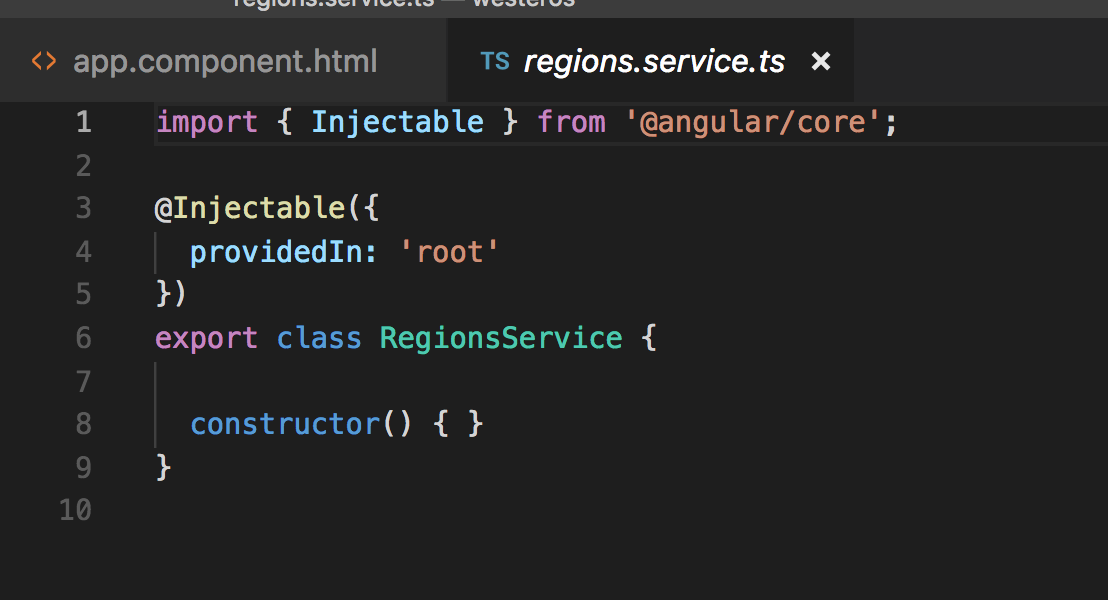 regions.service.ts — westeros
<> app.component.html
TS regions.service.ts ×
1 import { Injectable } from '@angular/core';
2
3 @Injectable({
4   providedIn: 'root'
5 })
6 export class RegionsService {
7
8   constructor() { }
9 }
10